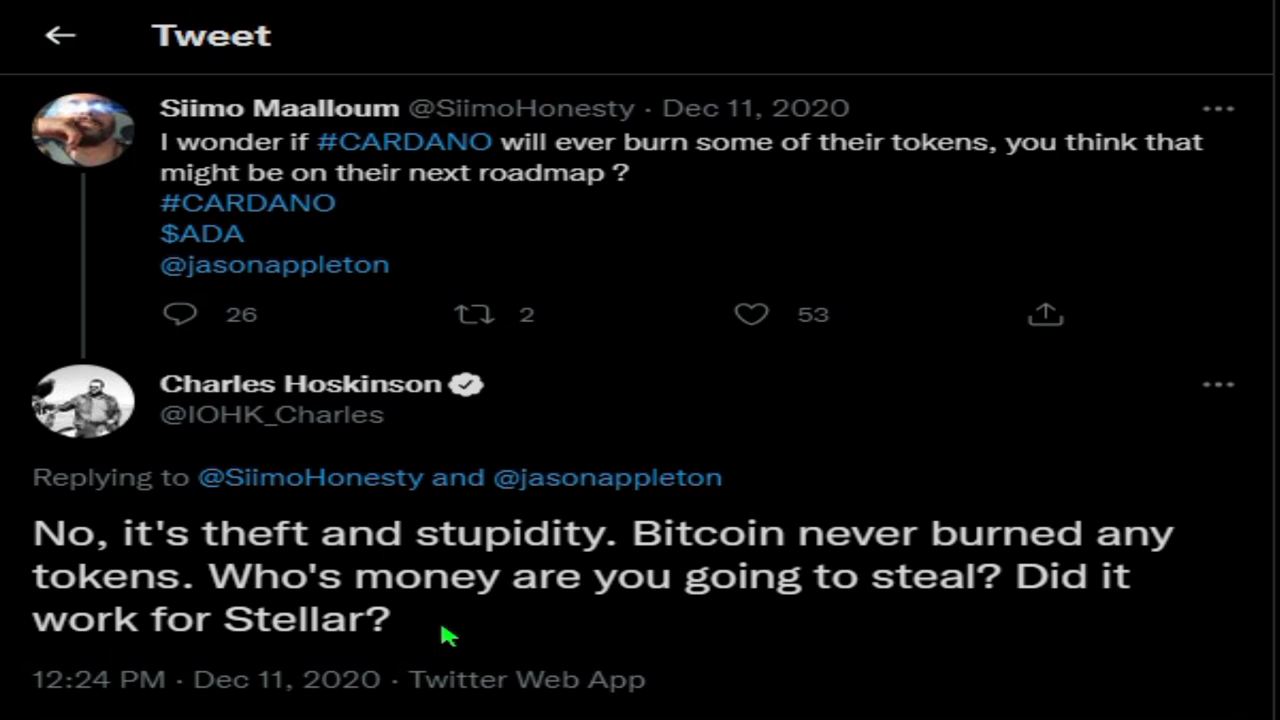 Tweet
Siimo Maalloum @SiimoHonesty · Dec 11, 2020
I wonder if #CARDANO will ever burn some of their tokens, you think that
might be on their next roadmap ?
#CARDANO
$ADA
@jasonappleton
26 2 53
Charles Hoskinson
@IOHK_Charles
Replying to @SiimoHonesty and @jasonappleton
No, it's theft and stupidity. Bitcoin never burned any
tokens. Who's money are you going to steal? Did it
work for Stellar?
12:24 PM · Dec 11, 2020 · Twitter Web App